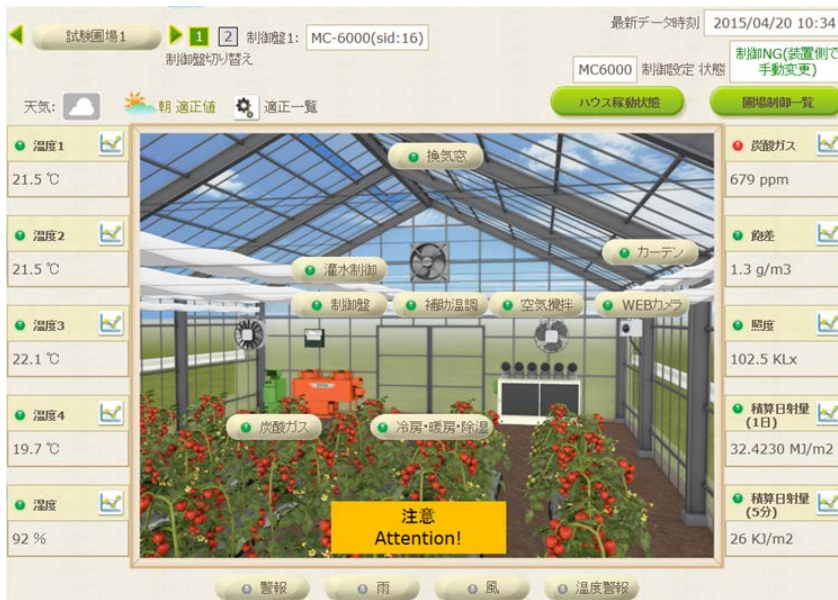 試験圃場1
1 2 制御盤1: MC-6000(sid:16)
制御盤切り替え
最新データ時刻 2015/04/20 10:34
MC6000 制御設定 状態 制御NG(装置側で
手動変更)
天気: 朝 適正値 適正一覧
ハウス稼動状態 圃場制御一覧
温度1
21.5 ℃
温度2
21.5 ℃
温度3
22.1 ℃
温度4
19.7 ℃
湿度
92 %
換気窓
カーテン
灌水制御
制御盤 補助温調 空気攪拌 WEBカメラ
炭酸ガス 冷房・暖房・除湿
注意
Attention!
炭酸ガス
679 ppm
飽差
1.3 g/m3
照度
102.5 KLx
積算日射量
(1日)
32.4230 MJ/m2
積算日射量
(5分)
26 KJ/m2
警報 雨 風 温度警報